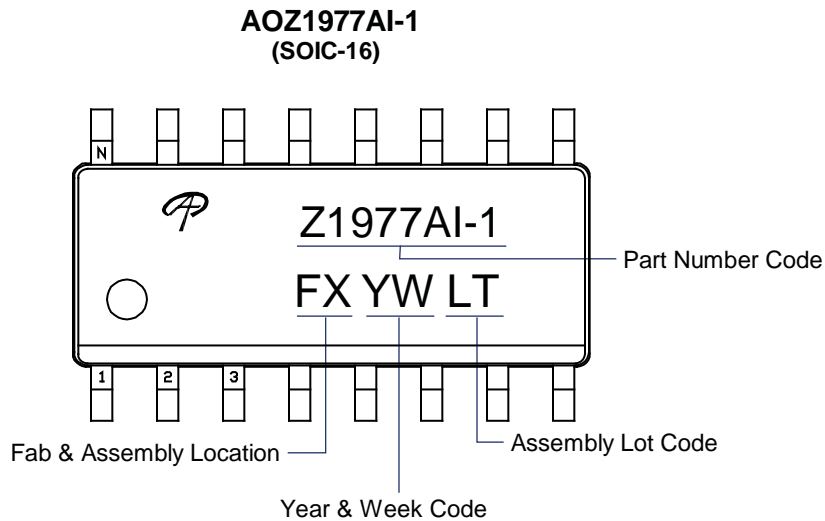 AOZ1977AI-1
(SOIC-16)
N
Z1977AI-1
Part Number Code
FX YW LT
1 2 3
Assembly Lot Code
Fab & Assembly Location
Year & Week Code